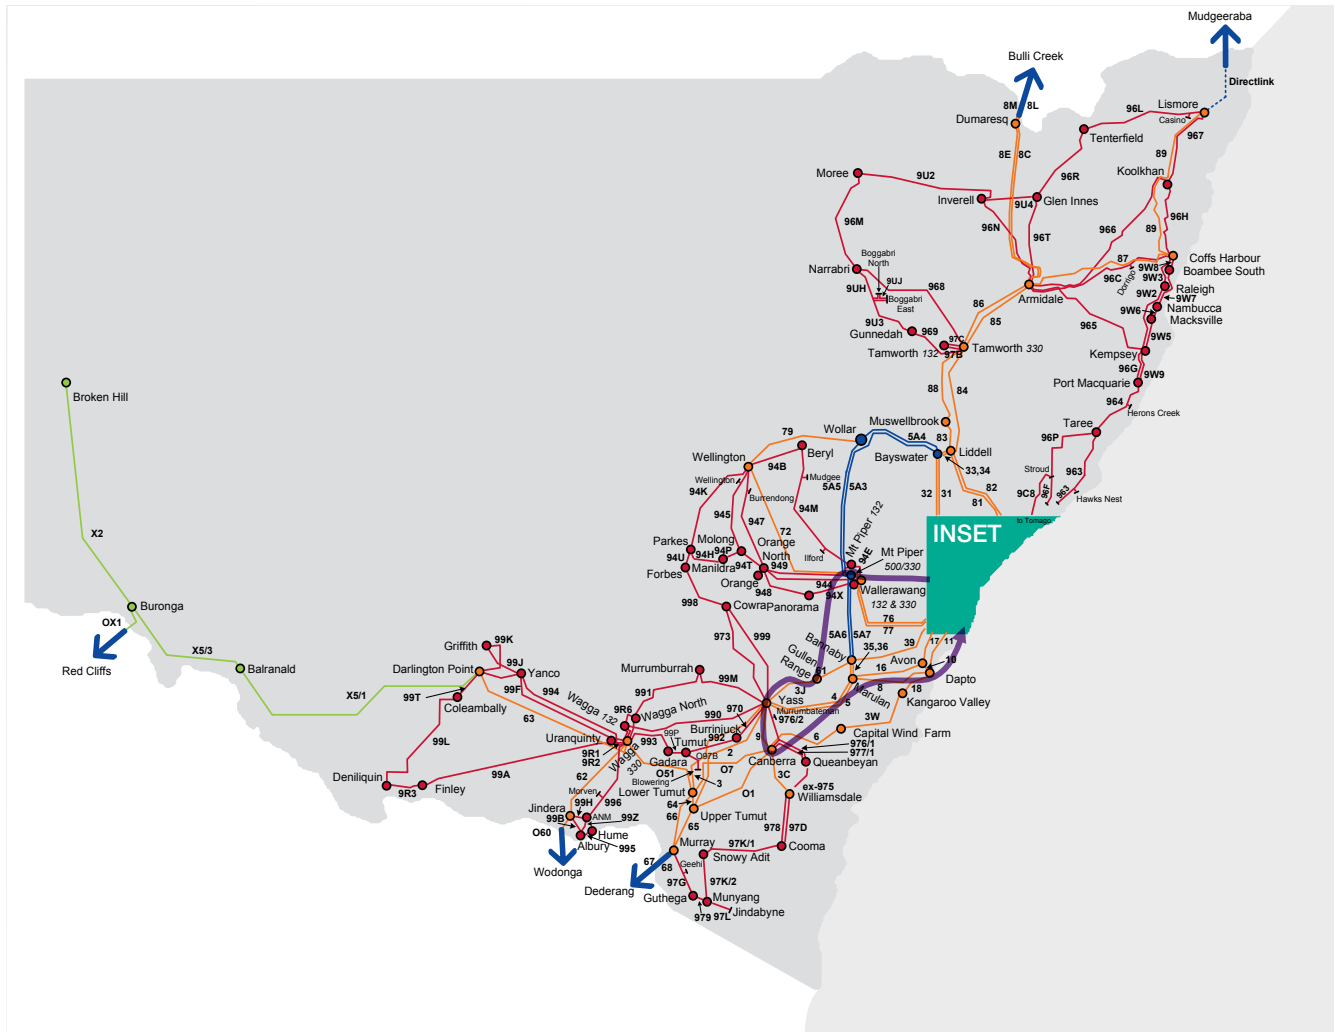 Mudgeeraba
Bulli Creek
Directlink
8M
8L
96L
Lismore
Casino
Dumaresq
967
Tenterfield
8E
8C
89
Moree
9U2
96R
Koolkhan
Inverell
9U4
Glen Innes
96M
96N
96T
966
96H
89
Boggabri
North
87
Coffs Harbour
Narrabri
9W8
Boambee South
9UJ
96C
Dorrigo
9W3
9UH
968
Armidale
Raleigh
Boggabri
East
9W2
9W7
86
Nambucca
9U3
85
9W6
Macksville
Gunnedah
969
97C
965
9W5
Tamworth 132
97B
Tamworth 330
Kempsey
96G
9W9
Broken Hill
88
84
Port Macquarie
964
Herons Creek
Muswellbrook
Taree
79
Wollar
5A4
83
96P
Beryl
Bayswater
Liddell
Wellington
94B
33,34
Stroud
963
Wellington
Mudgee
5A5
5A3
32
31
82
9C8
96F
963
Hawks Nest
94K
Burrendong
81
945
947
94M
to Tomago
X2
72
Mt Piper 132
INSET
Parkes
Molong
Orange
North
94E
Mt Piper
500/330
94U
94H
94P
Ilford
Forbes
Manildra
94T
949
Orange
948
944
Wallerawang
132 & 330
94X
998
Cowra
Panorama
Buronga
76
77
OX1
973
999
5A6
5A7
Bannaby
39
17
11
X5/3
Griffith
99K
35,36
Gullen
Range
61
Avon
10
Red Cliffs
Balranald
Darlington Point
99J
Yanco
Murrumburrah
99M
16
Dapto
99T
99F
994
991
3J
Marulan
8
18
X5/1
Coleambally
Wagga 132
9R6
Wagga North
970
Yass
4
5
Kangaroo Valley
63
990
Murrumbateman
976/2
3W
Burrinjuck
Capital Wind Farm
99L
Uranquinty
993
99P
Tumut
992
9
6
976/1
9R1
9R2
Wagga
330
Gadara
O97B
2
Canberra
977/1
Queanbeyan
99A
62
O51
O7
Deniliquin
Blowering
3
3C
9R3
Finley
Morven
996
Lower Tumut
O1
ex-975
Williamsdale
99H
64
Jindera
ANM
66
Upper Tumut
99B
99Z
65
O60
Hume
978
97D
Albury
995
Murray
97K/1
Cooma
67
68
Snowy Adit
Wodonga
Geehi
Dederang
97G
97K/2
Guthega
Munyang
979
97L
Jindabyne